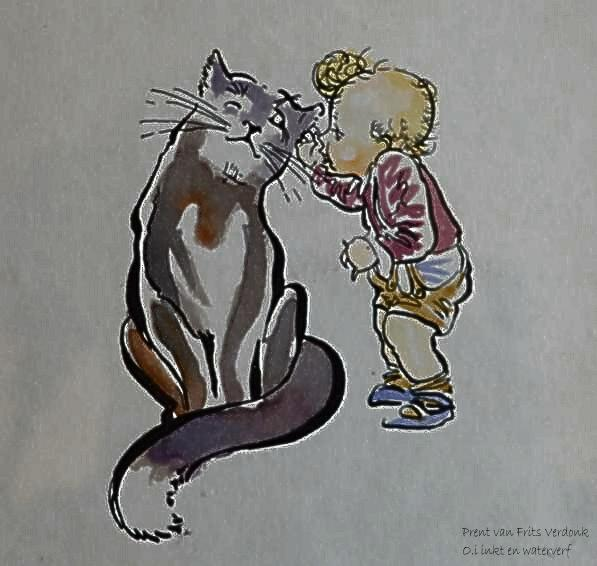 Prent van Frits Verdonk
O.i inkt en waterverf